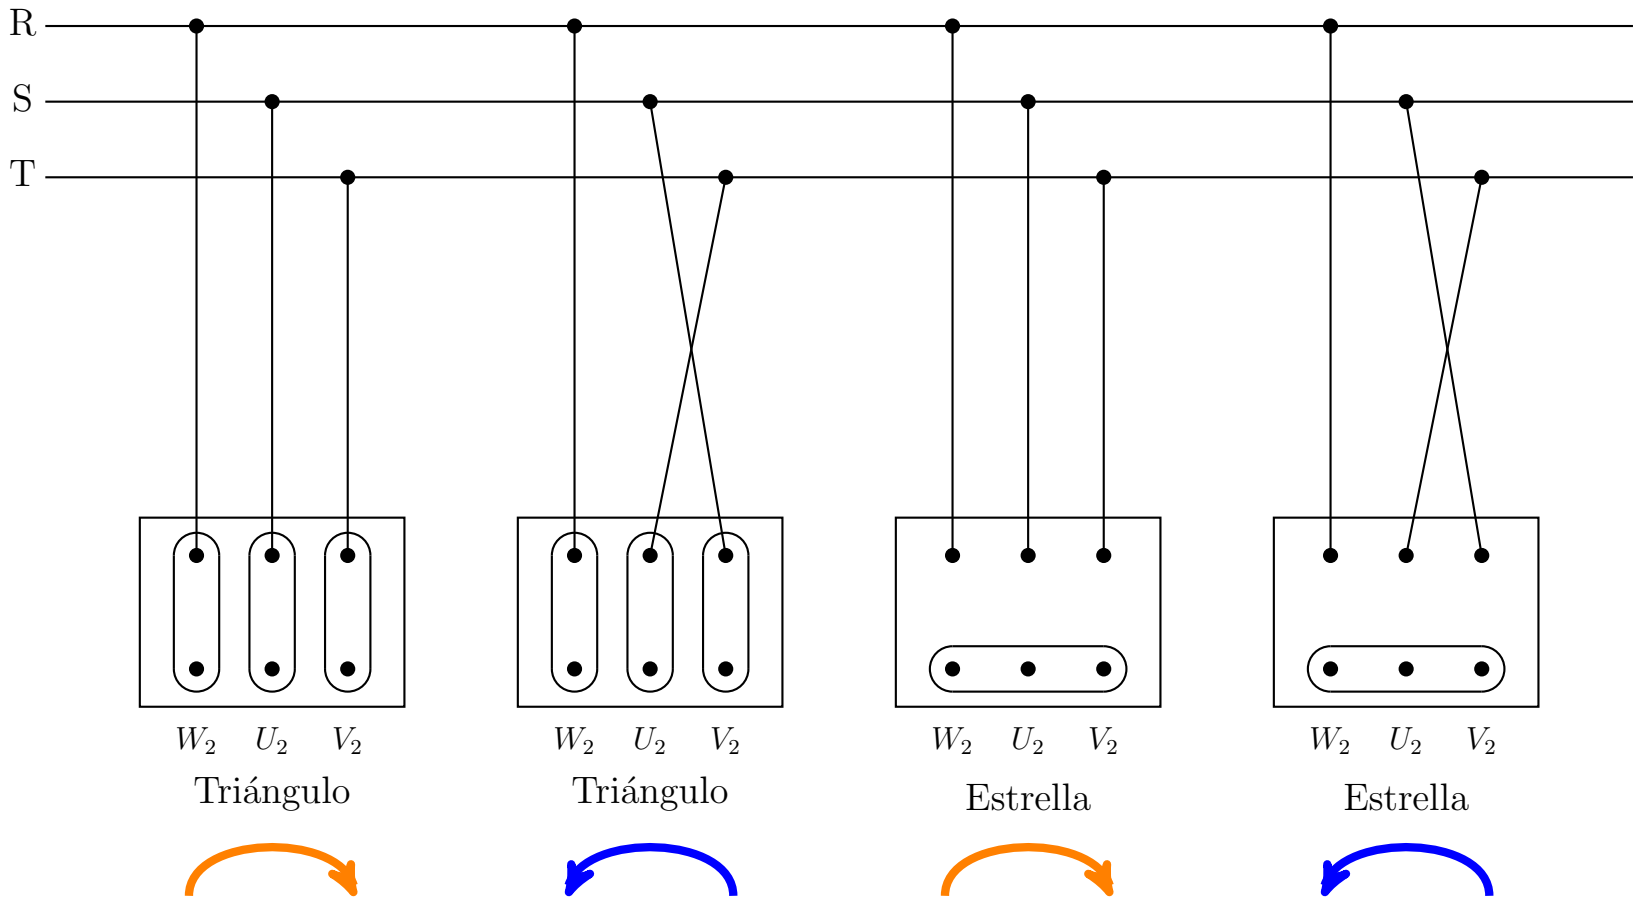 R
S
T
W₂ U₂ V₂ W₂ U₂ V₂ W₂ U₂ V₂ W₂ U₂ V₂
Triángulo Triángulo Estrella Estrella